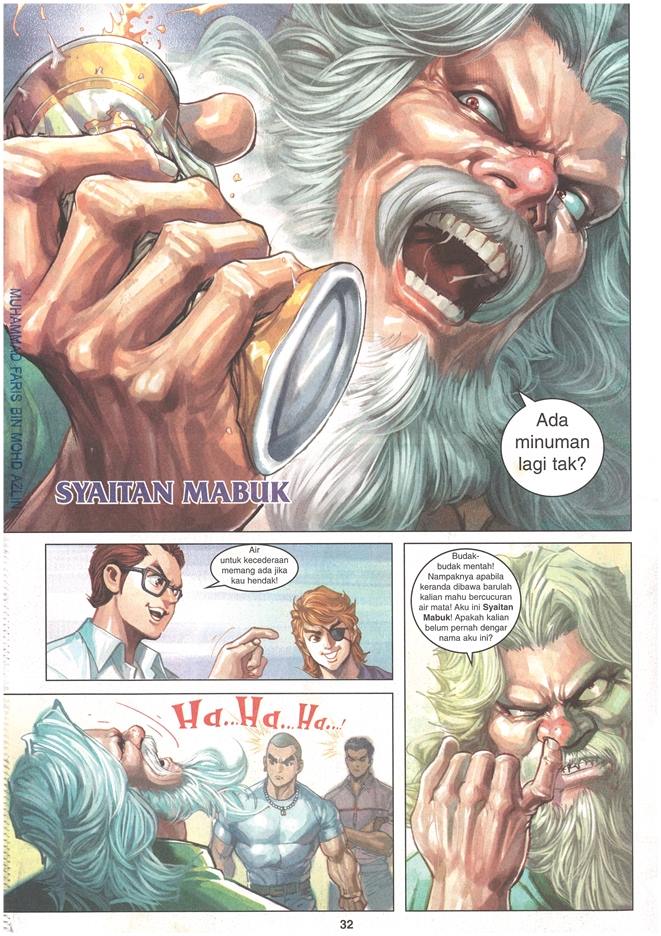 MUHAMMAD FARIS BIN MOHD AZLIN
Ada
minuman
lagi tak?
SYAITAN MABUK
Air
untuk kecederaan
memang ada jika
kau hendak!
Budak-
budak mentah!
Nampaknya apabila
keranda dibawa barulah
kalian mahu bercucuran
air mata! Aku ini Syaitan
Mabuk! Apakah kalian
belum pernah dengar
nama aku ini?
Ha...Ha...Ha...!
32